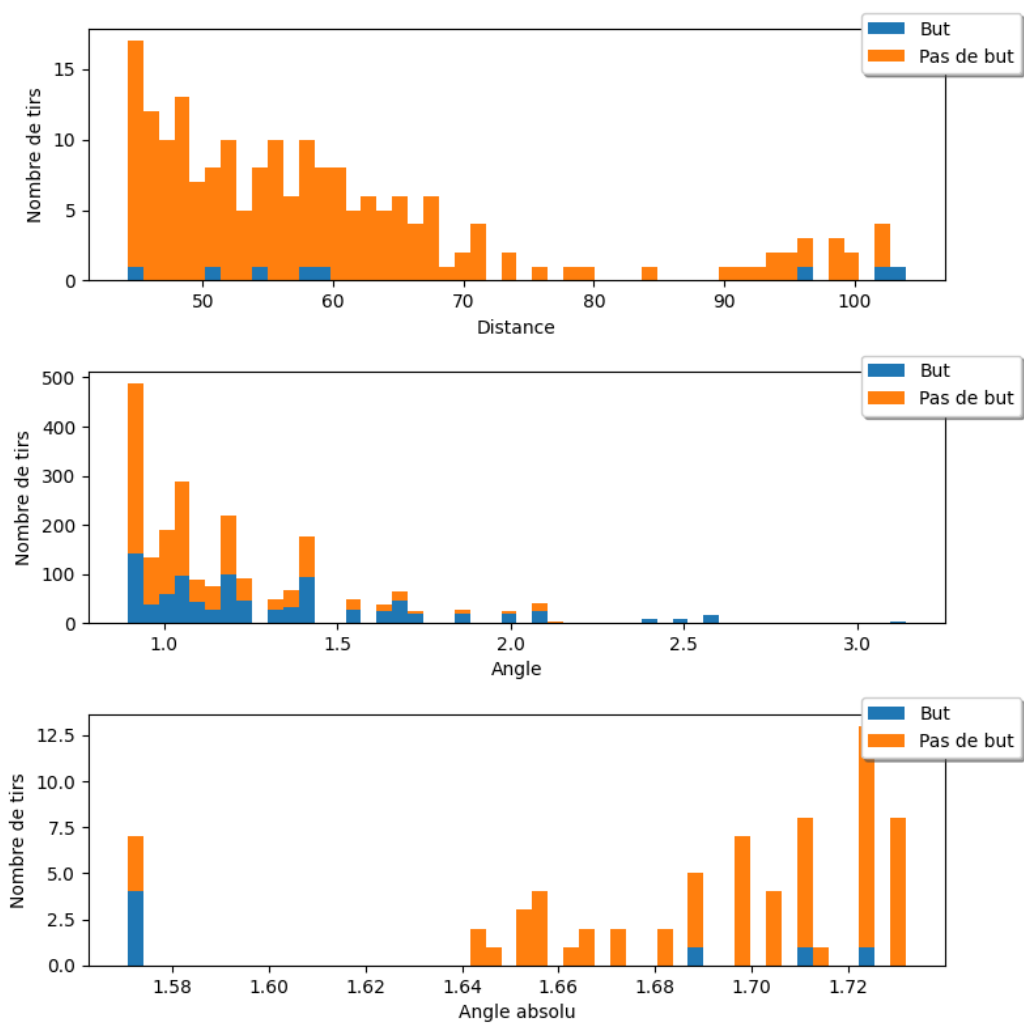 But
Pas de but
Nombre de tirs
15
10
5
0
50 60 70 80 90 100
Distance
But
Pas de but
Nombre de tirs
500
400
300
200
100
0
1.0 1.5 2.0 2.5 3.0
Angle
But
Pas de but
Nombre de tirs
12.5
10.0
7.5
5.0
2.5
0.0
1.58 1.60 1.62 1.64 1.66 1.68 1.70 1.72
Angle absolu